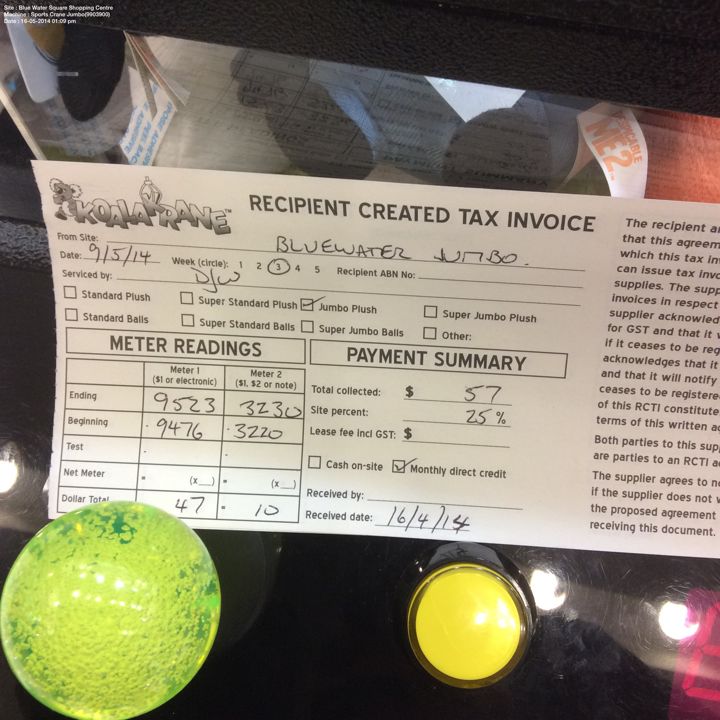 Site : Blue Water Square Shopping Centre
Machine : Sports Crane Jumbo(9903900)
Date : 16-05-2014 01:09 pm
ME2
KOALA KRANE
RECIPIENT CREATED TAX INVOICE
From Site: BLUEWATER JUMBO.
Date: 9/5/14 Week (circle): 1 2 3 4 5 Recipient ABN No:
Serviced by: DJW
Standard Plush Super Standard Plush Jumbo Plush Super Jumbo Plush
Standard Balls Super Standard Balls Super Jumbo Balls Other:
METER READINGS
Meter 1 ($1 or electronic) Meter 2 ($1, $2 or note)
Ending 9523 3230
Beginning - 9476 - 3220
Test - -
Net Meter = (x__) = (x__)
Dollar Total 47 = 10
PAYMENT SUMMARY
Total collected: $ 57
Site percent: 25 %
Lease fee incl GST: $
Cash on-site Monthly direct credit
Received by:
Received date: 16/4/14
The recipient
that this agreem
which this tax in
can issue tax invo
supplies. The supp
invoices in respect
supplier acknowled
for GST and that it
if it ceases to be reg
acknowledges that it
and that it will notify
ceases to be registere
of this RCTI constitute
terms of this written
Both parties to this sup
are parties to an RCTI
The supplier agrees to
if the supplier does not
the proposed agreement
receiving this document.